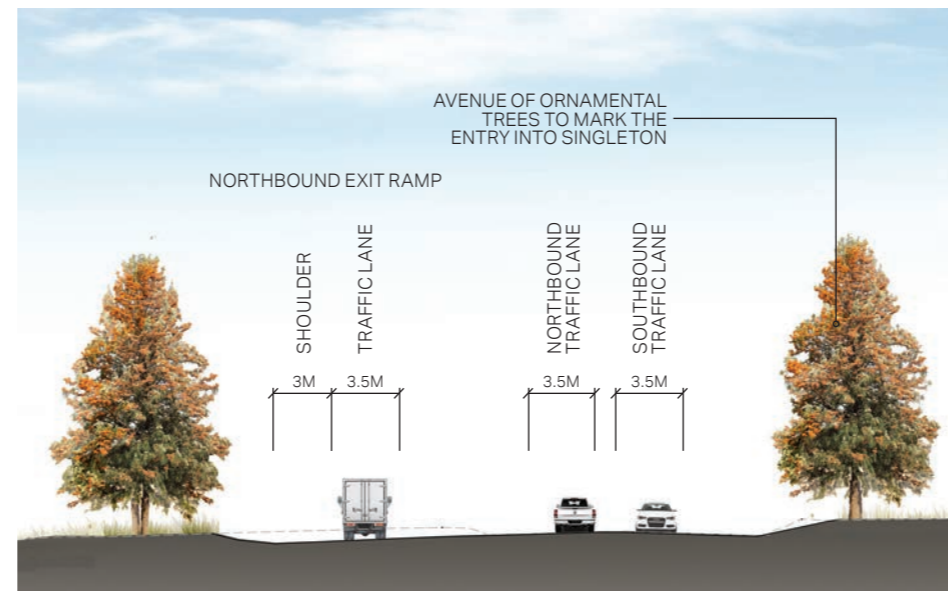 AVENUE OF ORNAMENTAL
TREES TO MARK THE
ENTRY INTO SINGLETON
NORTHBOUND EXIT RAMP
SHOULDER
TRAFFIC LANE
NORTHBOUND
TRAFFIC LANE
SOUTHBOUND
TRAFFIC LANE
3M
3.5M
3.5M
3.5M